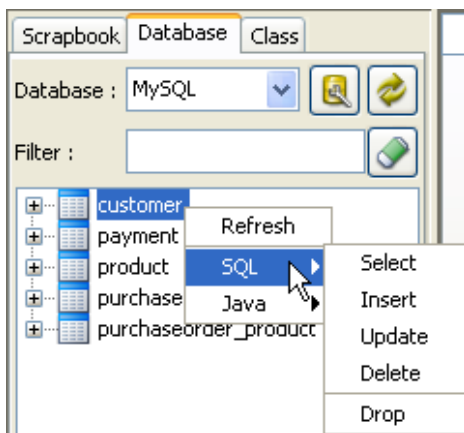 Scrapbook Database Class
Database : MySQL
Filter :
customer
payment
product
purchase
purchaseorder_product
Refresh
SQL
Java
Select
Insert
Update
Delete
Drop